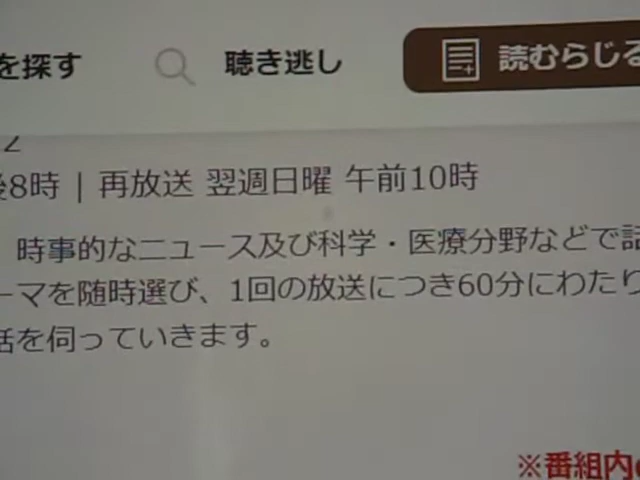 を探す 聴き逃し 読むらじる
後8時 | 再放送 翌週日曜 午前10時
時事的なニュース及び科学・医療分野などで話
ーマを随時選び、1回の放送につき60分にわたり
話を伺っていきます。
※番組内の